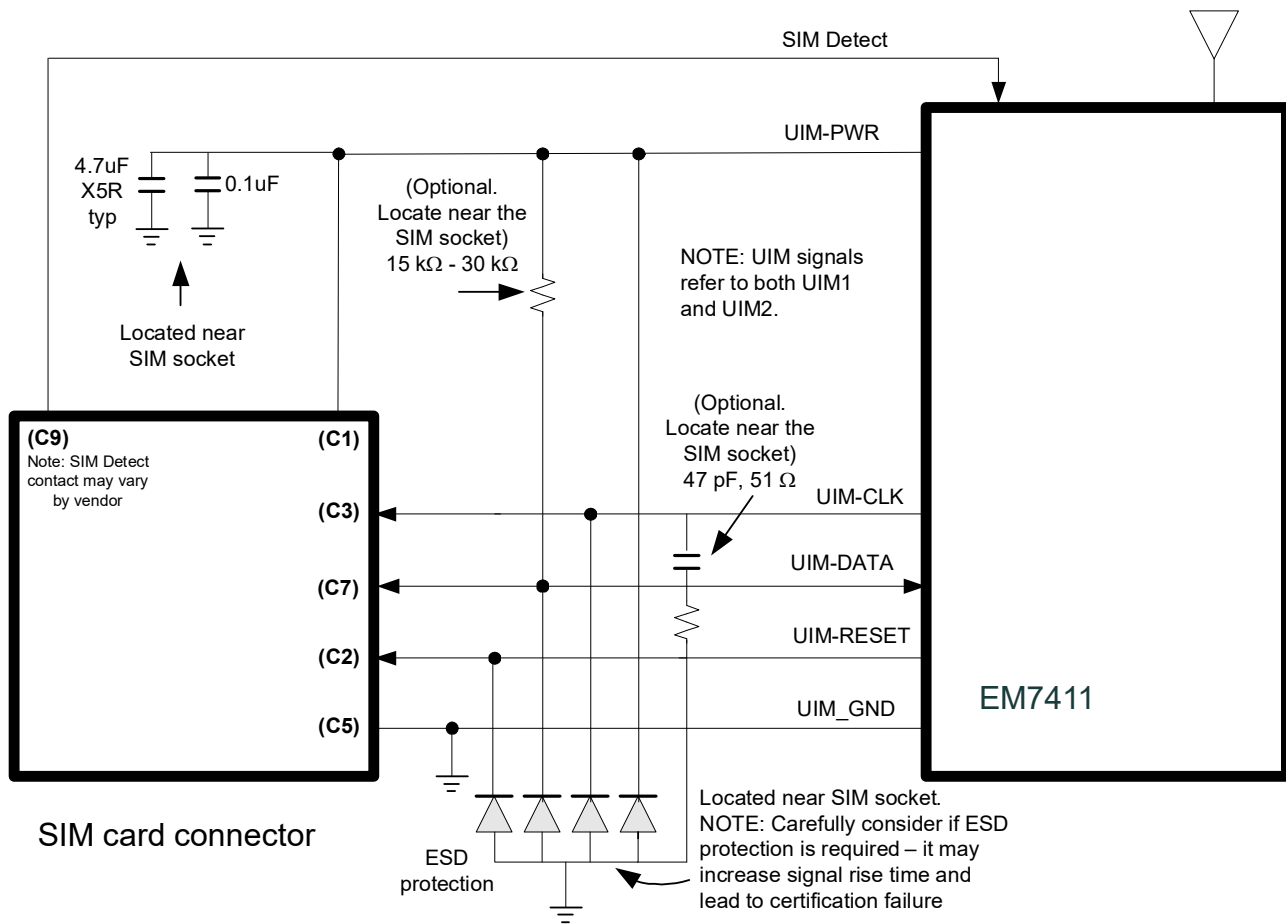 SIM Detect
UIM-PWR
4.7uF
X5R
typ
0.1uF
(Optional.
Locate near the
SIM socket)
15 kΩ - 30 kΩ
NOTE: UIM signals
refer to both UIM1
and UIM2.
Located near
SIM socket
(C9)
Note: SIM Detect
contact may vary
by vendor
(C1)
(Optional.
Locate near the
SIM socket)
47 pF, 51 Ω
(C3)
UIM-CLK
(C7)
UIM-DATA
(C2)
UIM-RESET
(C5)
UIM_GND
EM7411
SIM card connector
ESD
protection
Located near SIM socket.
NOTE: Carefully consider if ESD
protection is required – it may
increase signal rise time and
lead to certification failure